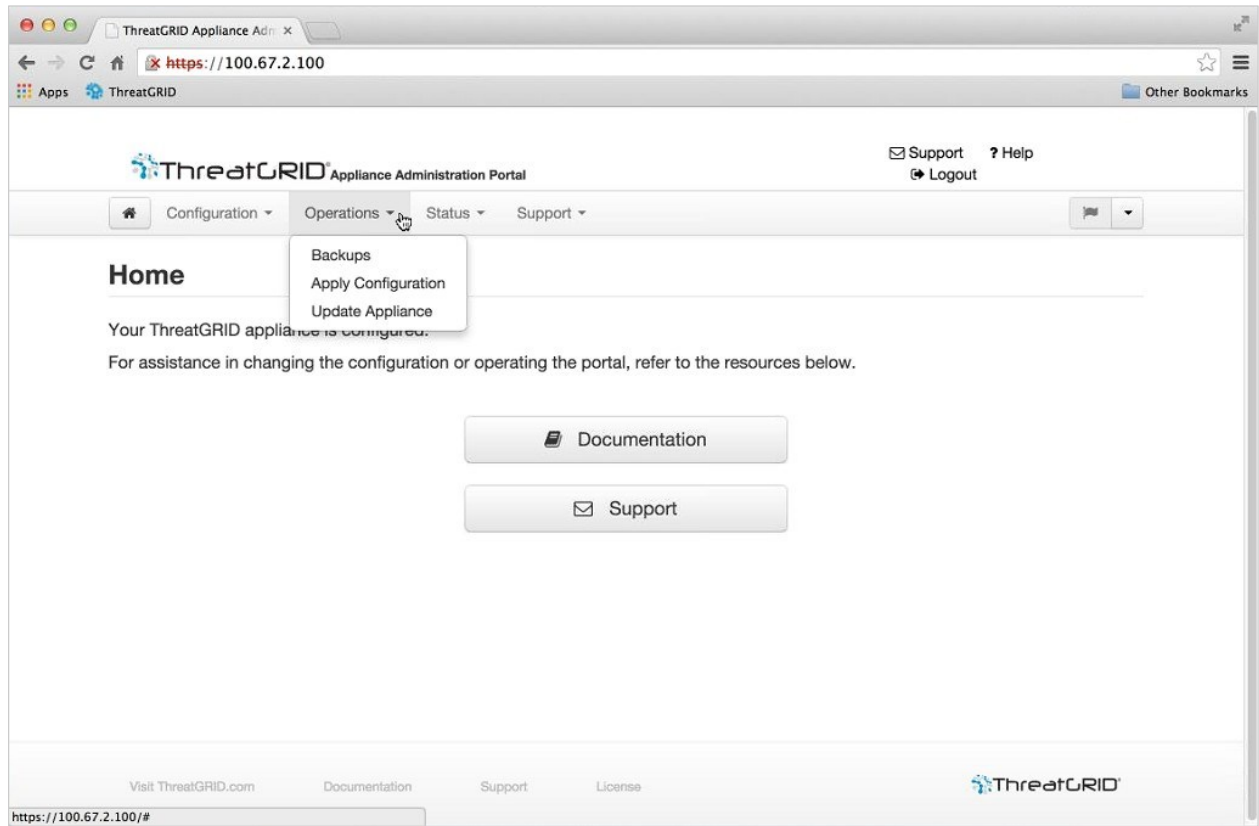 ThreatGRID Appliance Adm
https://100.67.2.100
Apps ThreatGRID Other Bookmarks
ThreatGRID Appliance Administration Portal
Support ? Help
Logout
Configuration Operations Status Support
Backups
Apply Configuration
Update Appliance
Home
Your ThreatGRID appliance is configured.
For assistance in changing the configuration or operating the portal, refer to the resources below.
Documentation
Support
Visit ThreatGRID.com Documentation Support License ThreatGRID
https://100.67.2.100/#